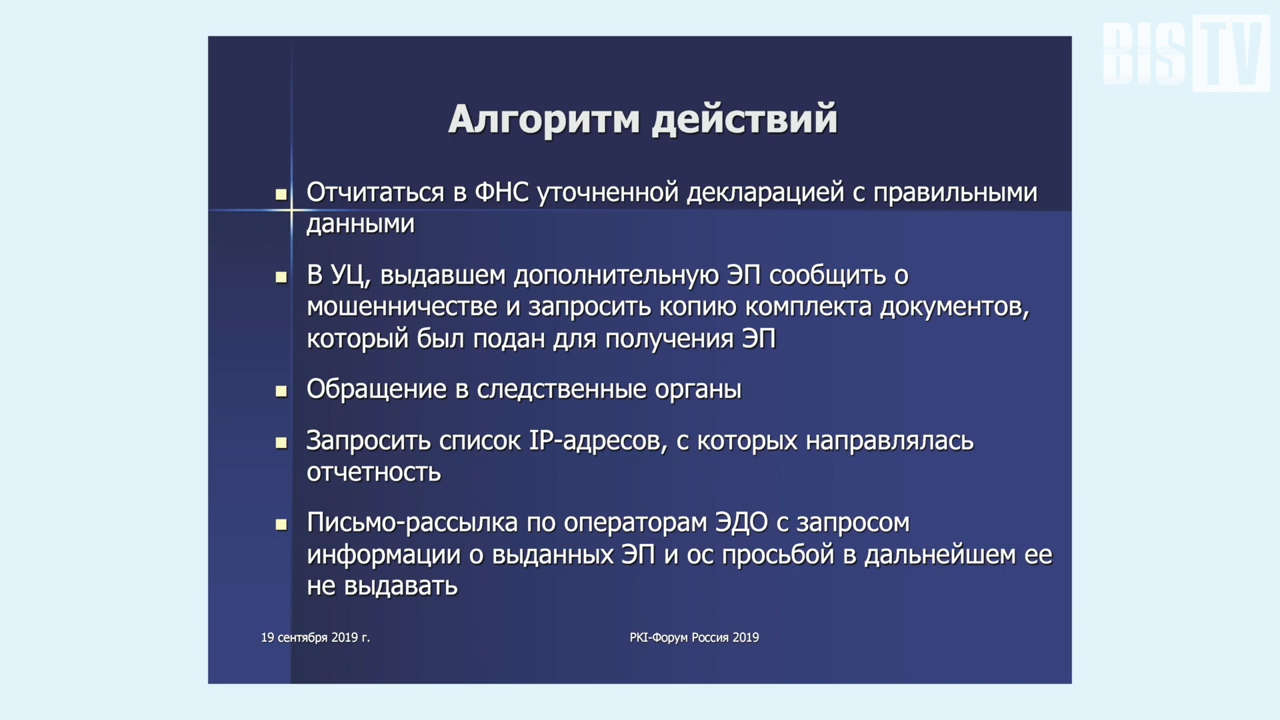 BIS TV
Алгоритм действий
Отчитаться в ФНС уточненной декларацией с правильными
данными
В УЦ, выдавшем дополнительную ЭП сообщить о
мошенничестве и запросить копию комплекта документов,
который был подан для получения ЭП
Обращение в следственные органы
Запросить список IP-адресов, с которых направлялась
отчетность
Письмо-рассылка по операторам ЭДО с запросом
информации о выданных ЭП и ос просьбой в дальнейшем ее
не выдавать
19 сентября 2019 г.
PKI-Форум Россия 2019